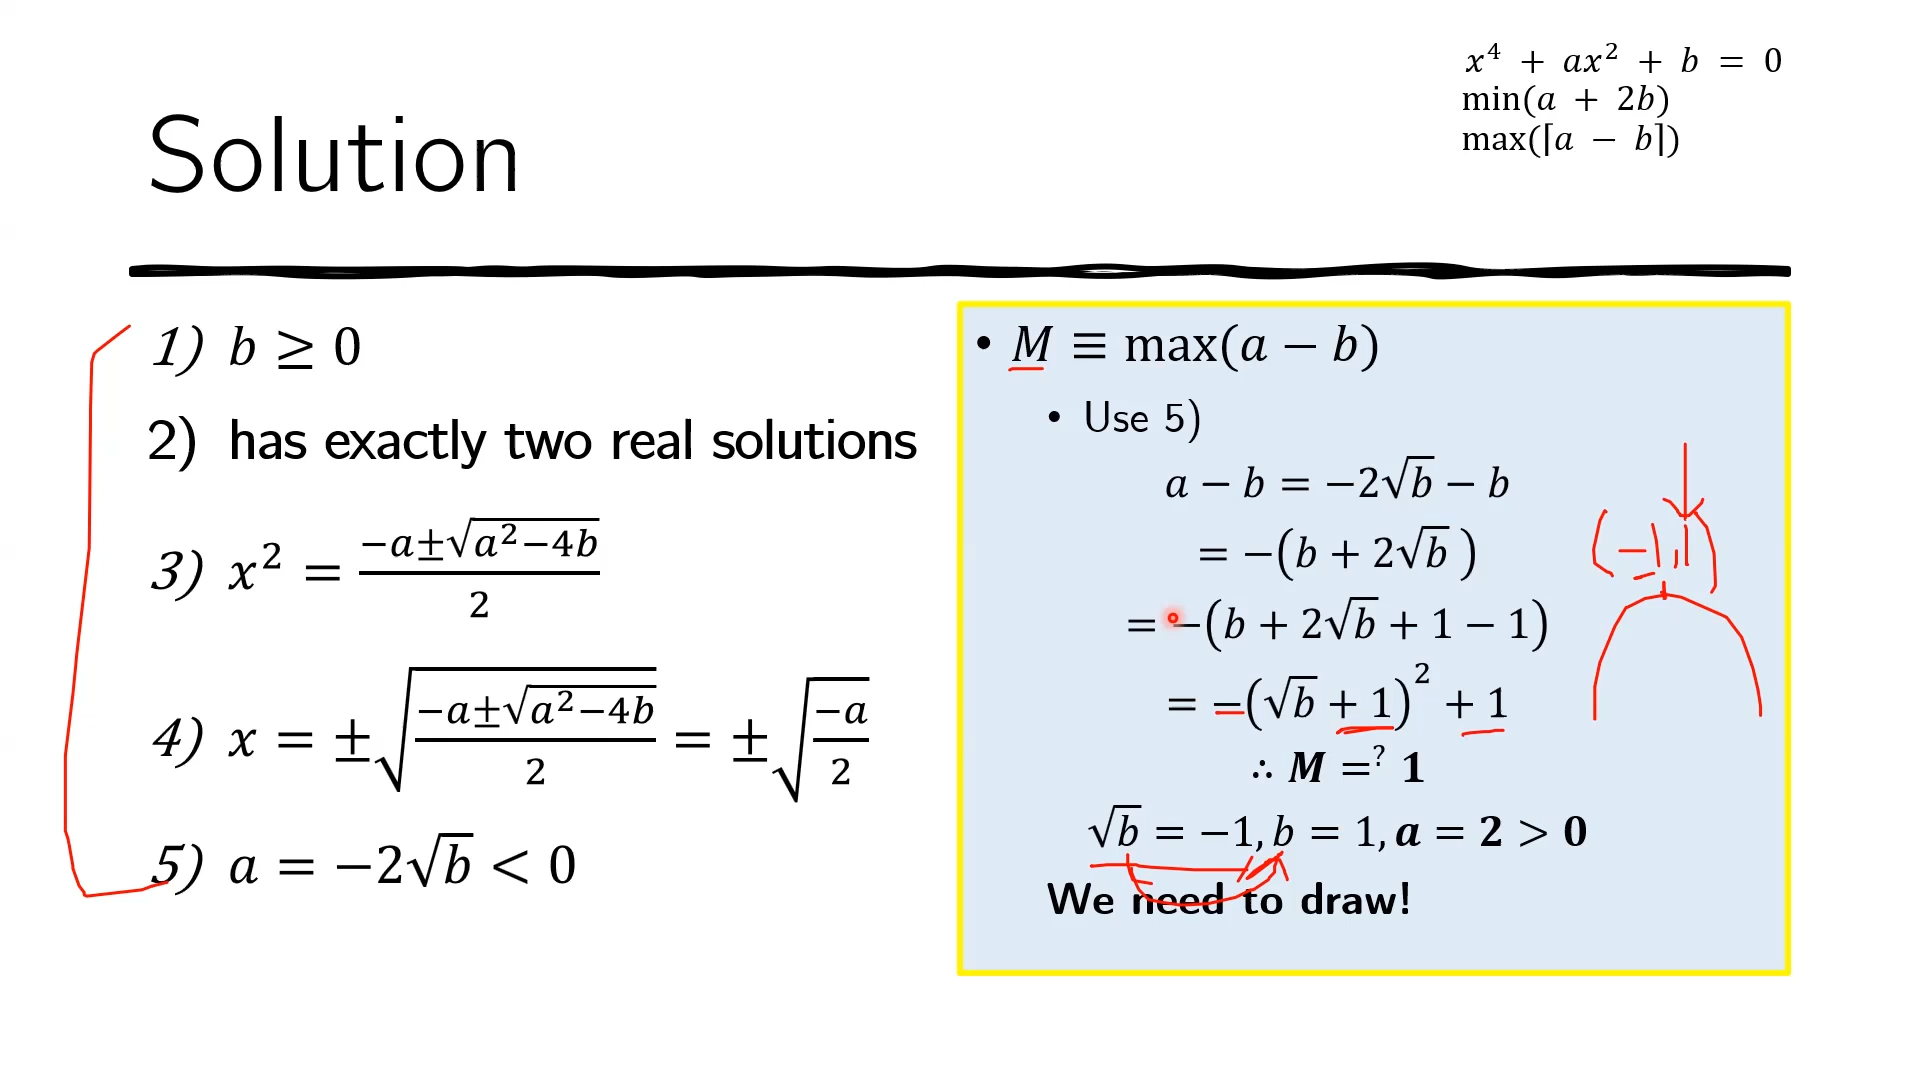 x⁴ + ax² + b = 0
min(a + 2b)
max(⌈a − b⌉)
Solution
1) b ≥ 0
2) has exactly two real solutions
3) x² = (−a±√(a²−4b))/2
4) x = ±√((−a±√(a²−4b))/2) = ±√(−a/2)
5) a = −2√b < 0
• M ≡ max(a − b)
• Use 5)
a − b = −2√b − b
= −(b + 2√b )
= −(b + 2√b + 1 − 1)
= −(√b + 1)² + 1
∴ M =? 1
√b = −1, b = 1, a = 2 > 0
We need to draw!
(−1,1)